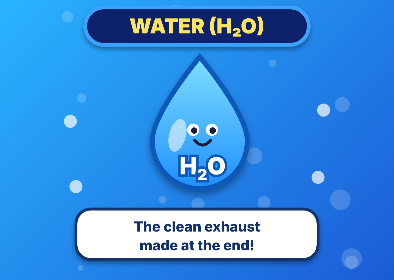 WATER (H₂O)
H₂O
The clean exhaust
made at the end!